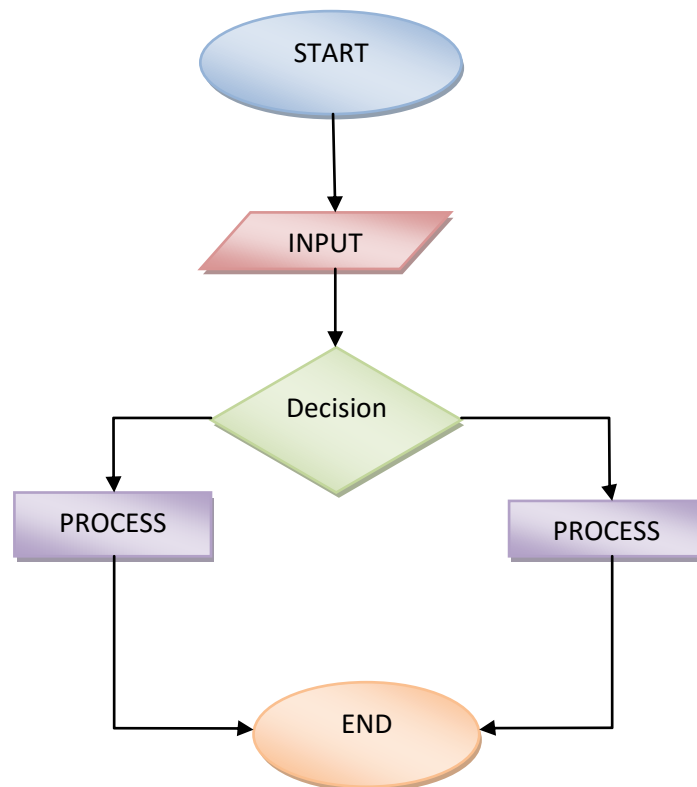 START
INPUT
Decision
PROCESS
PROCESS
END